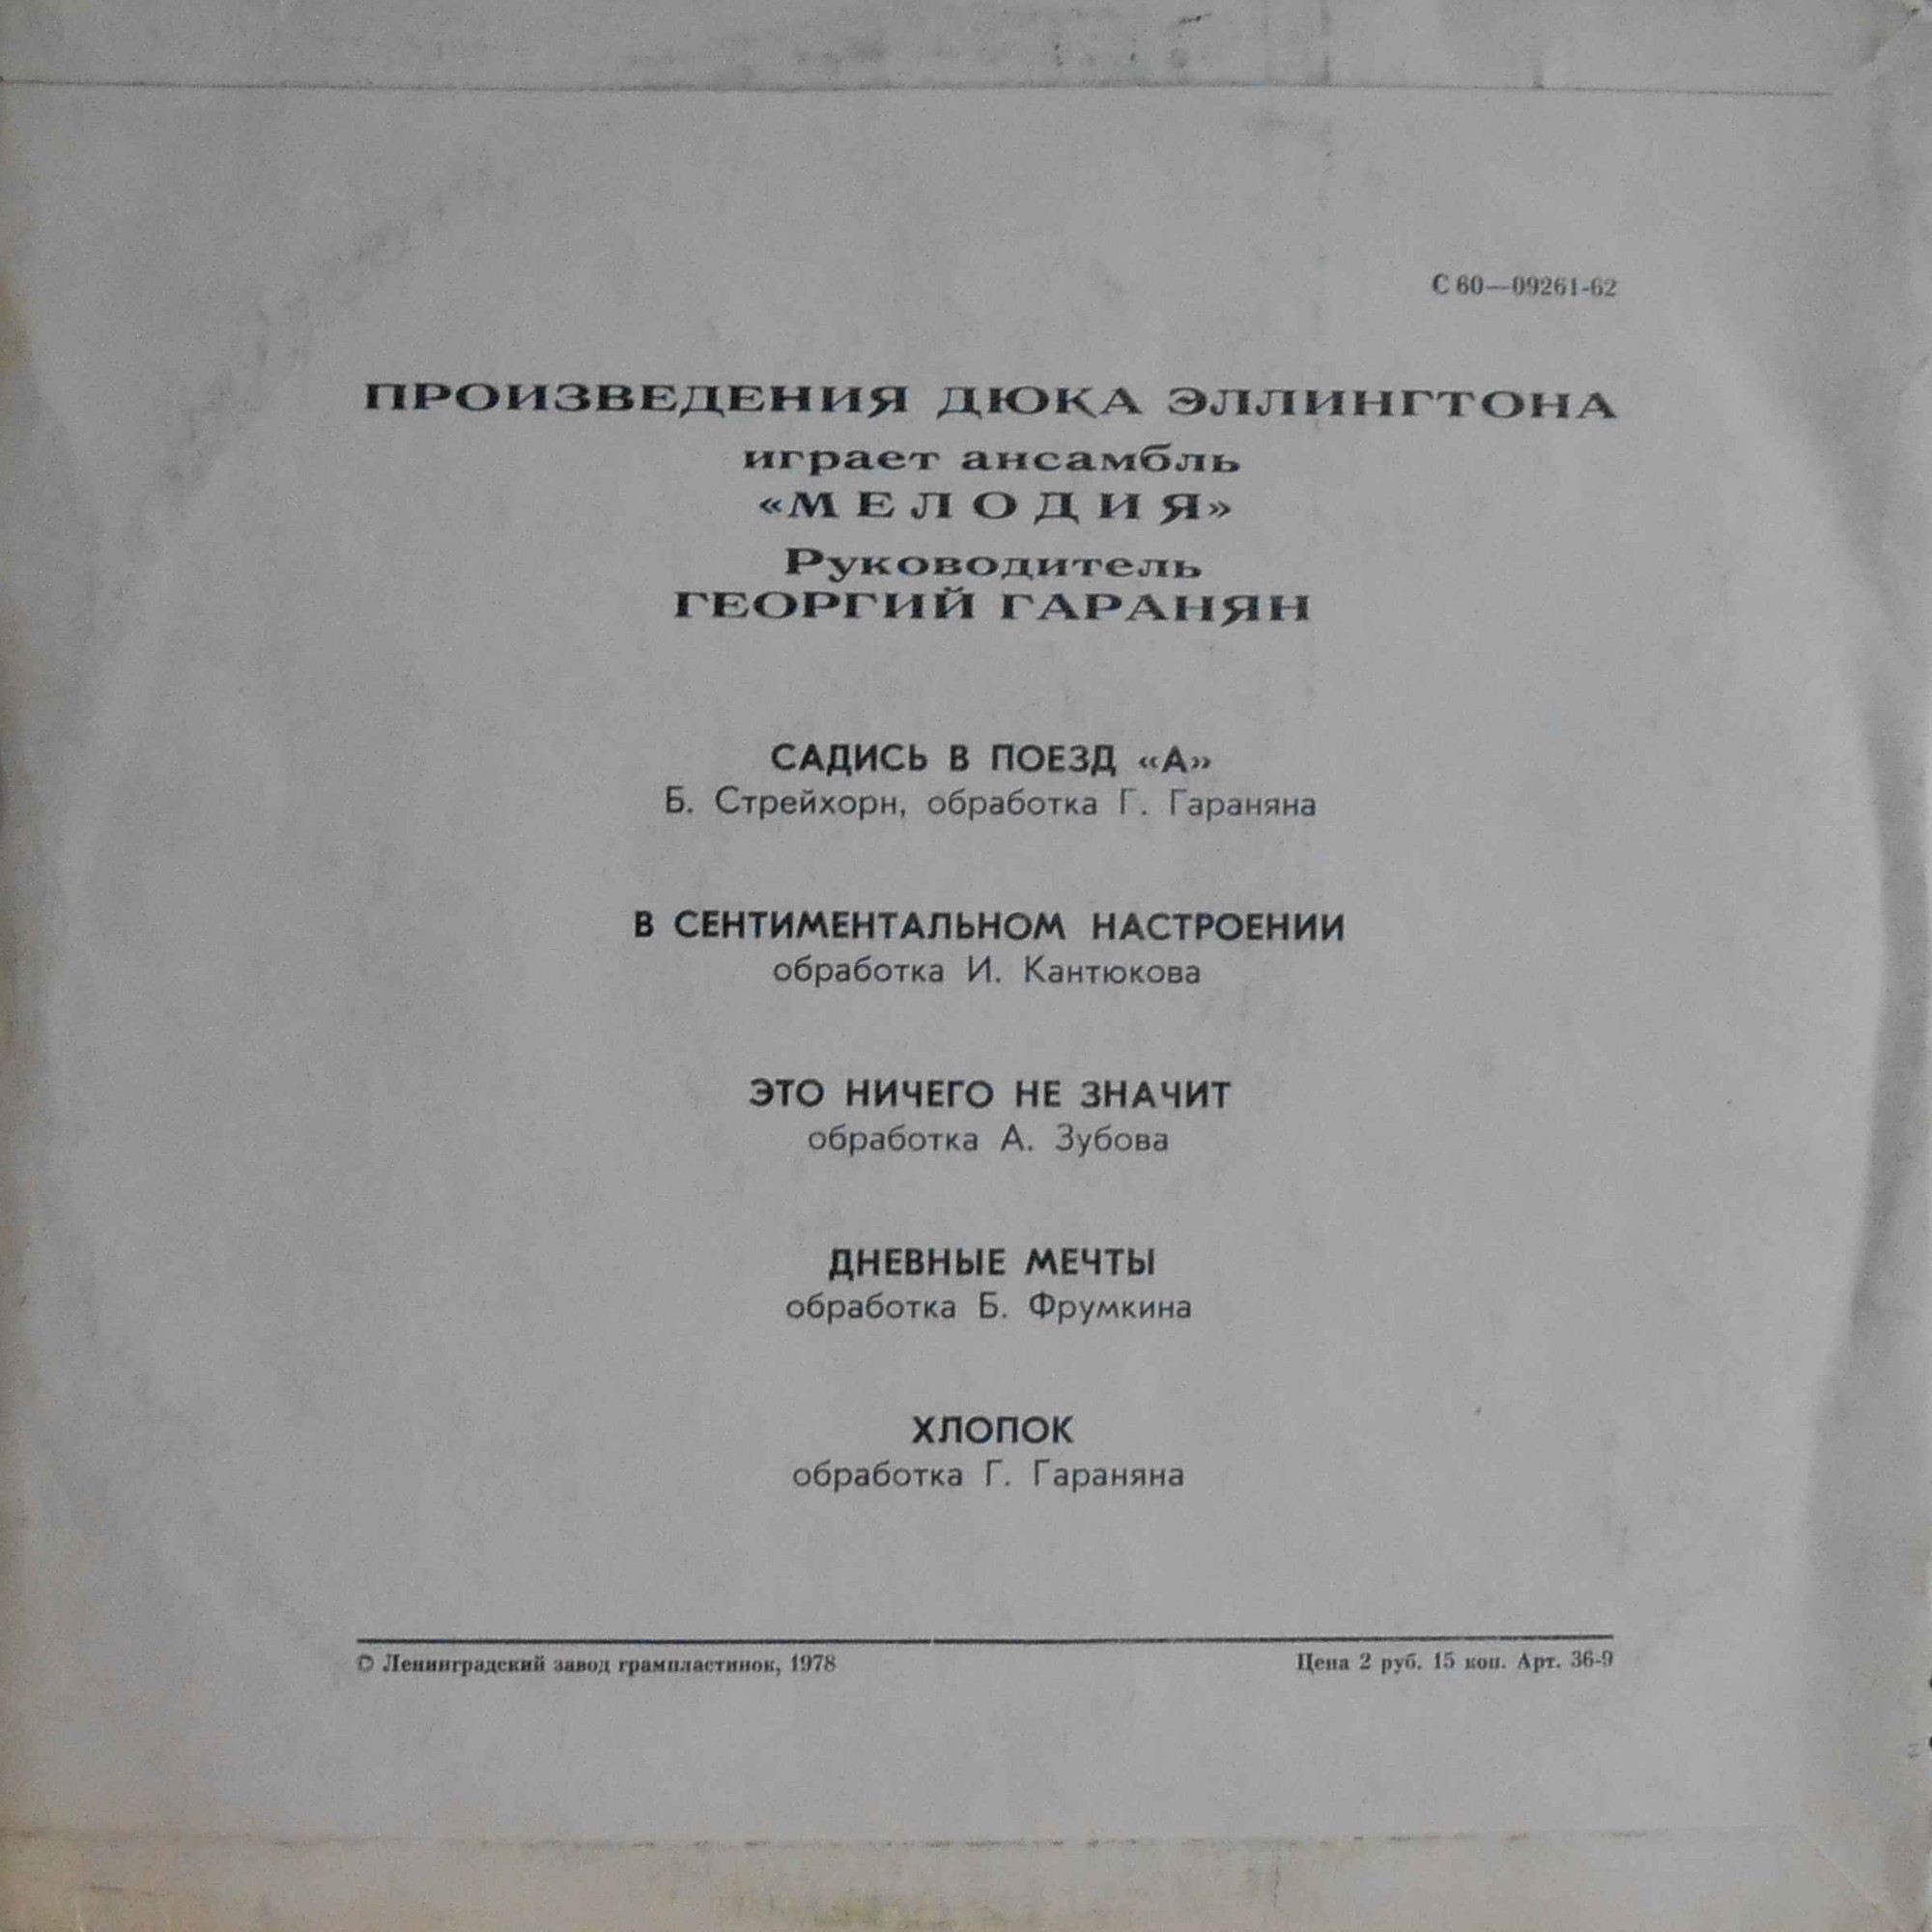 С 60—09261-62
ПРОИЗВЕДЕНИЯ ДЮКА ЭЛЛИНГТОНА
играет ансамбль
«МЕЛОДИЯ»
Руководитель
ГЕОРГИЙ ГАРАНЯН
САДИСЬ В ПОЕЗД «А»
Б. Стрейхорн, обработка Г. Гараняна
В СЕНТИМЕНТАЛЬНОМ НАСТРОЕНИИ
обработка И. Кантюкова
ЭТО НИЧЕГО НЕ ЗНАЧИТ
обработка А. Зубова
ДНЕВНЫЕ МЕЧТЫ
обработка Б. Фрумкина
ХЛОПОК
обработка Г. Гараняна
© Ленинградский завод грампластинок, 1978
Цена 2 руб. 15 коп. Арт. 36-9